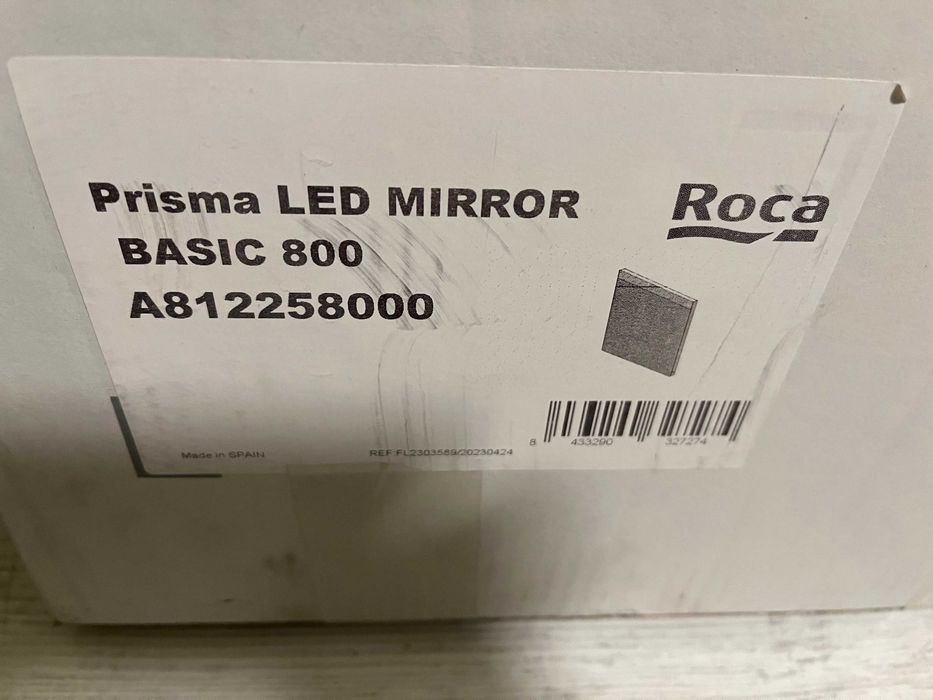 Prisma LED MIRROR
BASIC 800
A812258000
Roca
8 433290 327274
Made in SPAIN
REF FL2303589/20230424